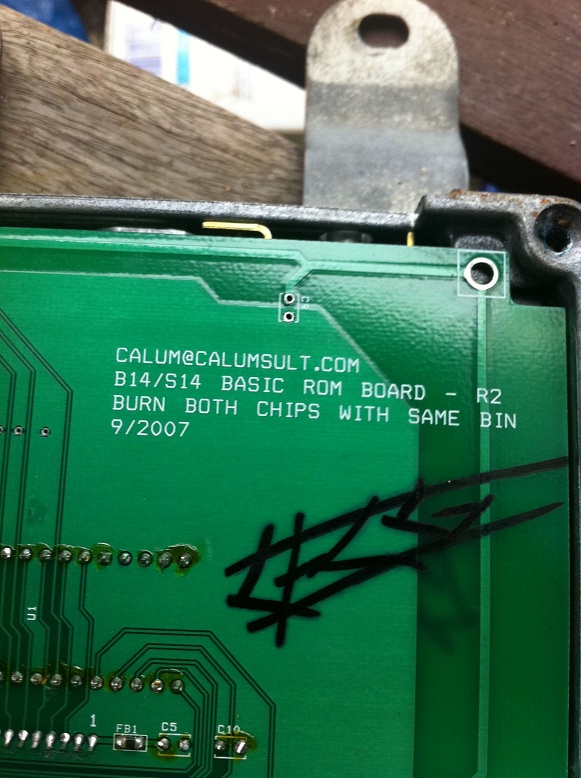 CALUM@CALUMSULT.COM
B14/S14 BASIC ROM BOARD - R2
BURN BOTH CHIPS WITH SAME BIN
9/2007
U1
1
FB1
C5
C10